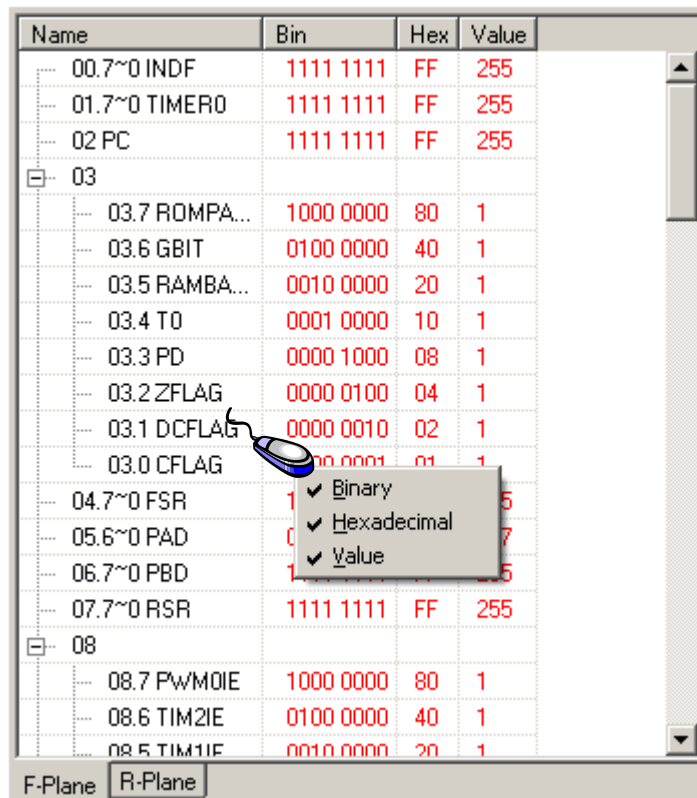 Name Bin Hex Value
00.7~0 INDF 1111 1111 FF 255
01.7~0 TIMER0 1111 1111 FF 255
02 PC 1111 1111 FF 255
03
03.7 ROMPA... 1000 0000 80 1
03.6 GBIT 0100 0000 40 1
03.5 RAMBA... 0010 0000 20 1
03.4 T0 0001 0000 10 1
03.3 PD 0000 1000 08 1
03.2 ZFLAG 0000 0100 04 1
03.1 DCFLAG 0000 0010 02 1
03.0 CFLAG 0001 01 1
Binary
04.7~0 FSR
Hexadecimal
05.6~0 PAD
Value
06.7~0 PBD
07.7~0 RSR 1111 1111 FF 255
08
08.7 PWM0IE 1000 0000 80 1
08.6 TIM2IE 0100 0000 40 1
08.5 TIM1IE 0010 0000 20 1
F-Plane R-Plane